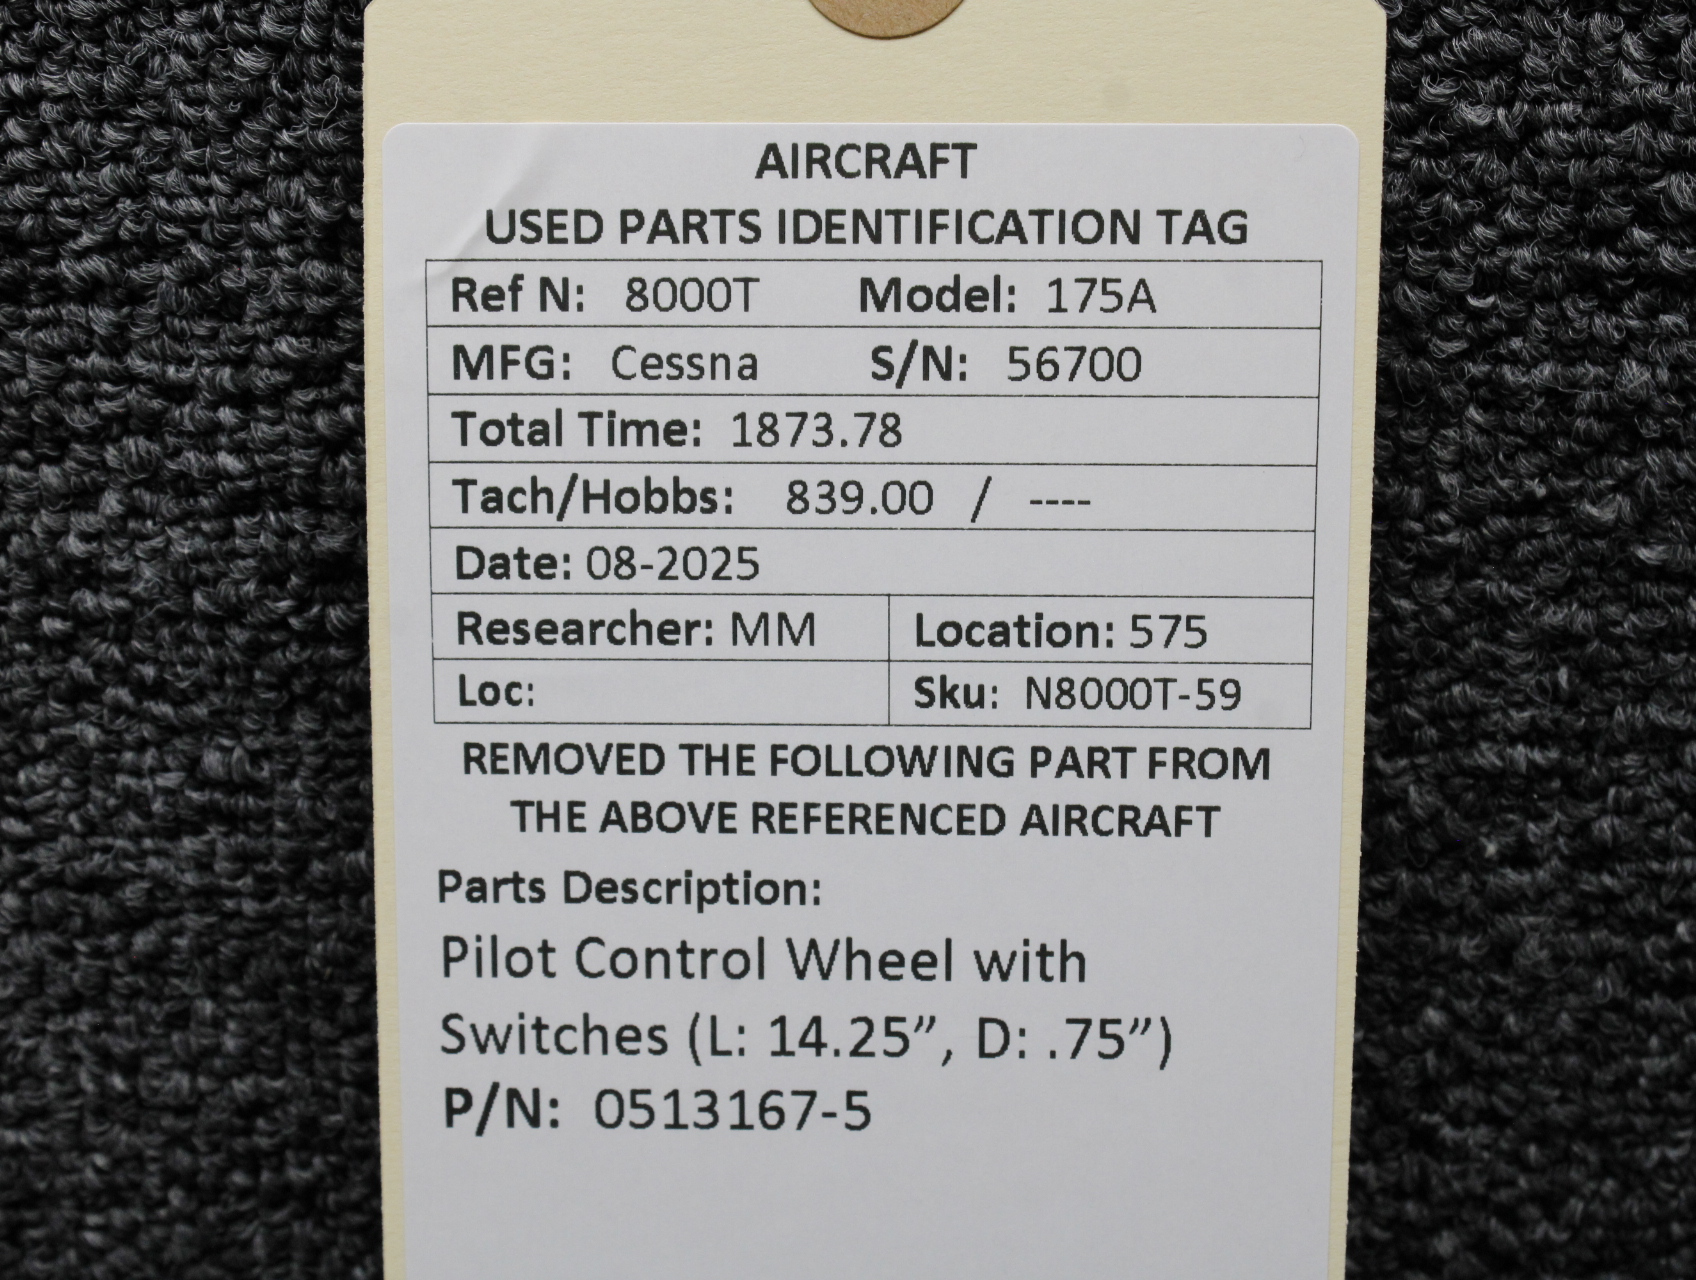 AIRCRAFT
USED PARTS IDENTIFICATION TAG
Ref N: 8000T Model: 175A
MFG: Cessna S/N: 56700
Total Time: 1873.78
Tach/Hobbs: 839.00 / ----
Date: 08-2025
Researcher: MM Location: 575
Loc: Sku: N8000T-59
REMOVED THE FOLLOWING PART FROM
THE ABOVE REFERENCED AIRCRAFT
Parts Description:
Pilot Control Wheel with
Switches (L: 14.25”, D: .75”)
P/N: 0513167-5